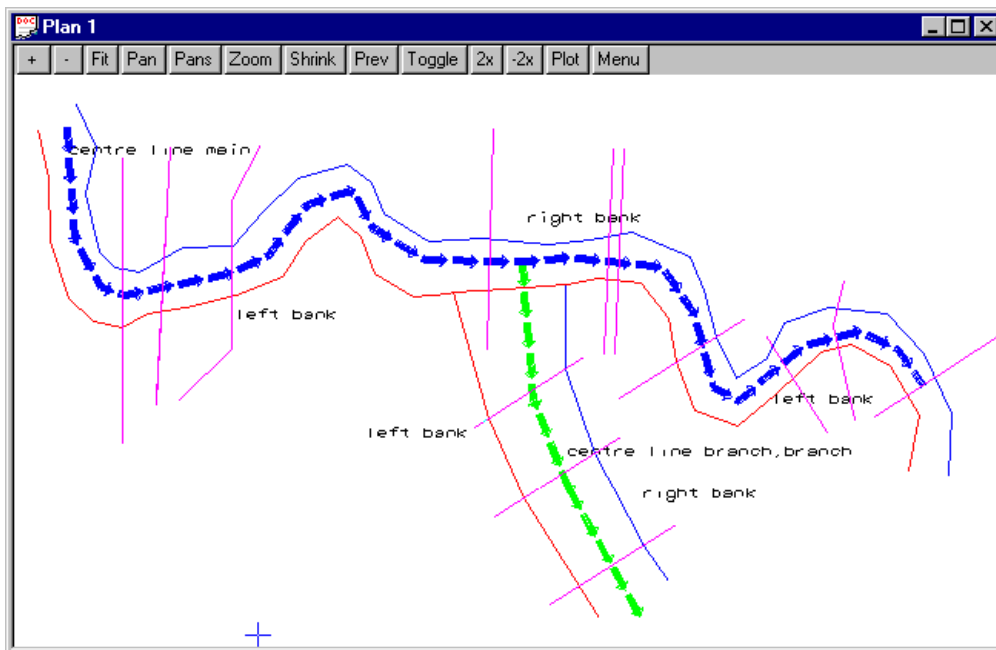 Plan 1
+ - Fit Pan Pans Zoom Shrink Prev Toggle 2x -2x Plot Menu
centre line main
right bank
left bank
left bank
left bank
centre line branch,branch
right bank